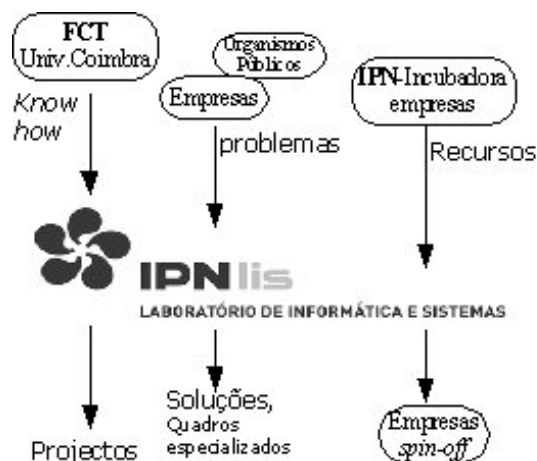 FCT
Univ.Coimbra
Organismos
Públicos
Empresas
IPN-Incubadora
empresas
Know
how
problemas
Recursos
IPNlis
LABORATÓRIO DE INFORMÁTICA E SISTEMAS
Projectos
Soluções,
Quadros
especializados
Empresas
spin-off